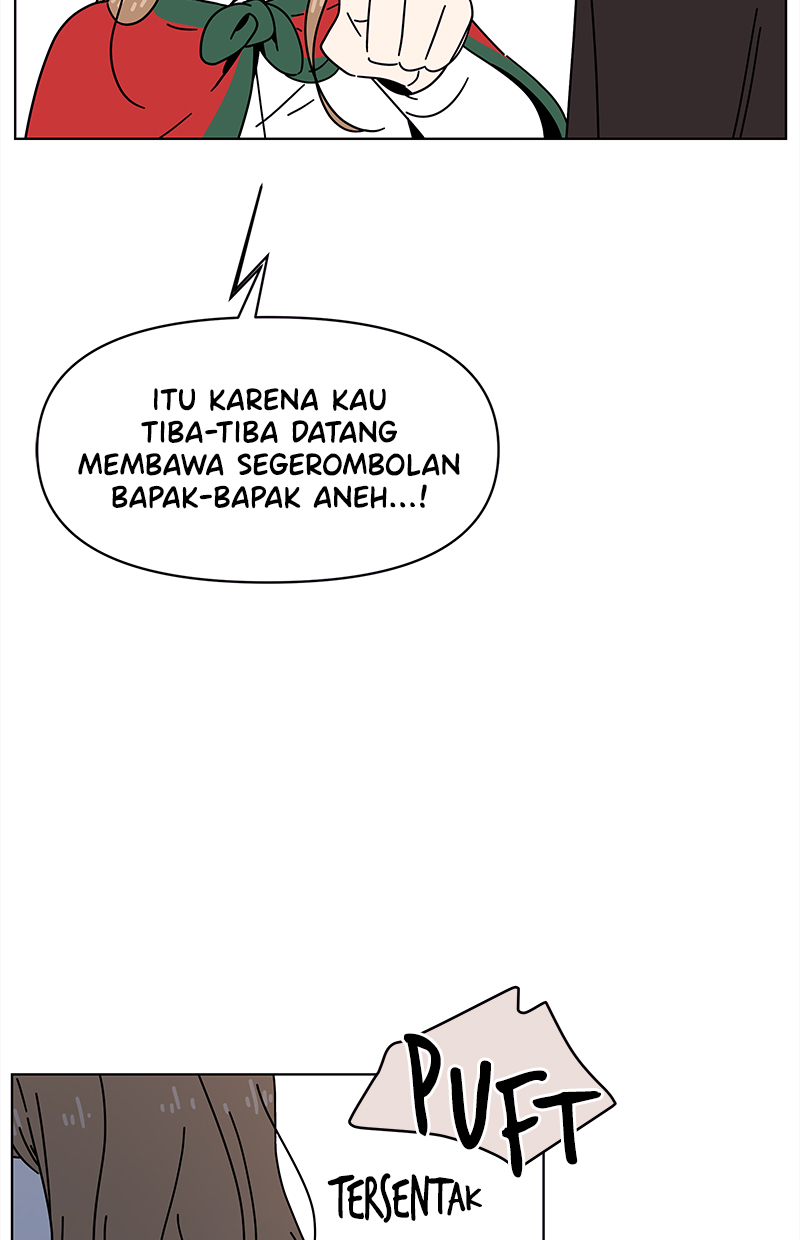 ITU KARENA KAU
TIBA-TIBA DATANG
MEMBAWA SEGEROMBOLAN
BAPAK-BAPAK ANEH...!
PUFT
TERSENTAK